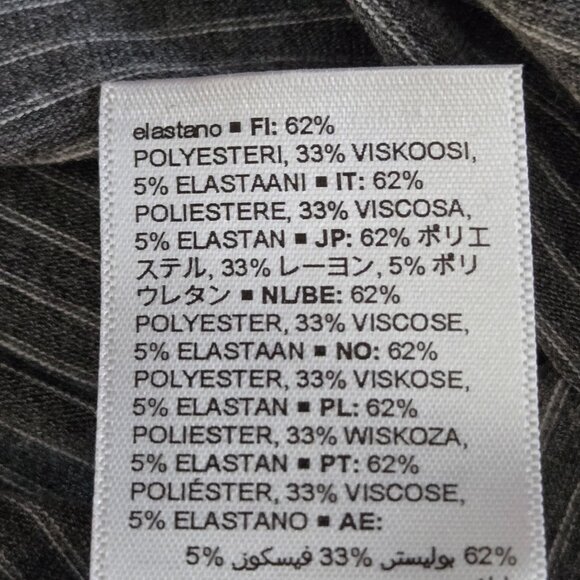 elastano ▪ FI: 62%
POLYESTERI, 33% VISKOOSI,
5% ELASTAANI ▪ IT: 62%
POLIESTERE, 33% VISCOSA,
5% ELASTAN ▪ JP: 62% ポリエ
ステル, 33% レーヨン, 5% ポリ
ウレタン ▪ NL/BE: 62%
POLYESTER, 33% VISCOSE,
5% ELASTAAN ▪ NO: 62%
POLYESTER, 33% VISKOSE,
5% ELASTAN ▪ PL: 62%
POLIESTER, 33% WISKOZA,
5% ELASTAN ▪ PT: 62%
POLIÉSTER, 33% VISCOSE,
5% ELASTANO ▪ AE:
62% بوليستر, 33% فيسكوز, 5%